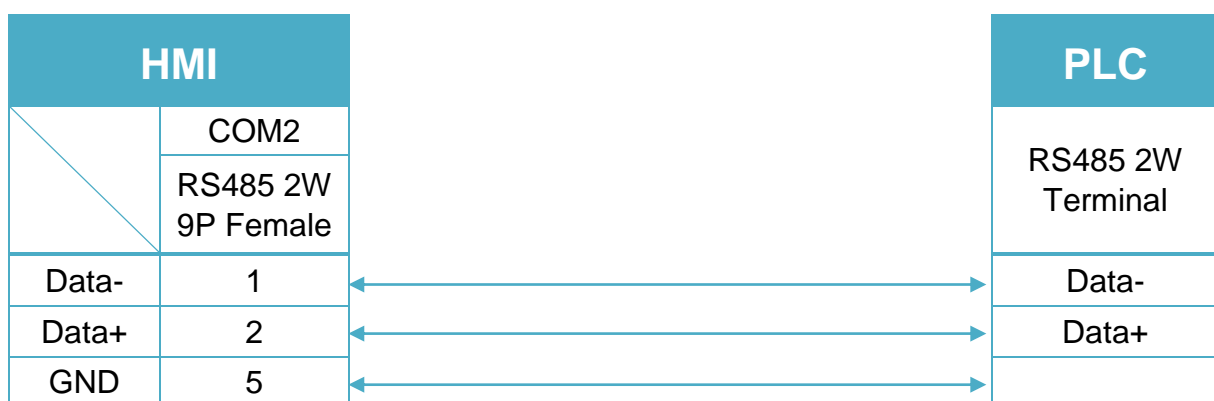 HMI
PLC
COM2
RS485 2W
9P Female
RS485 2W
Terminal
Data- 1 Data-
Data+ 2 Data+
GND 5